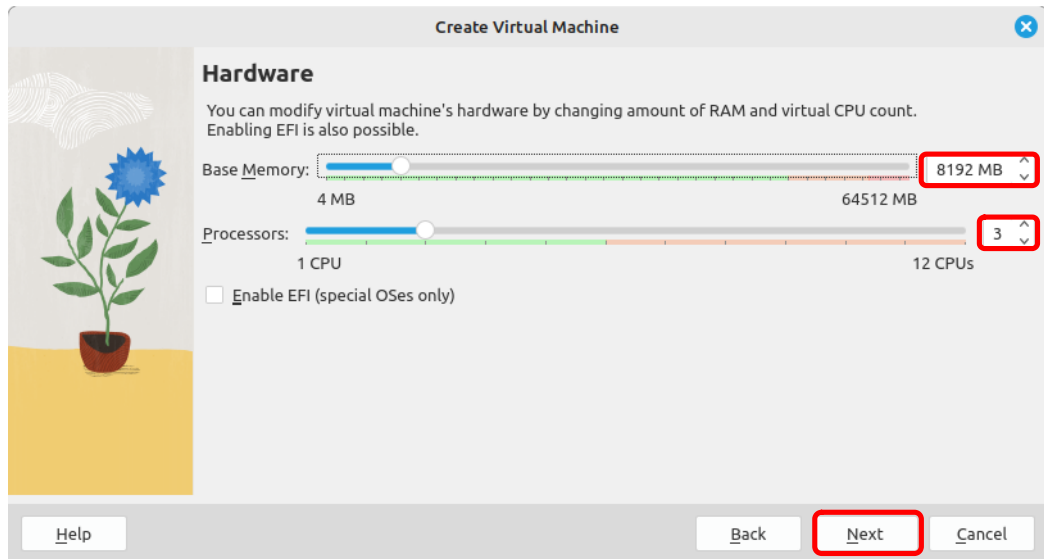 Create Virtual Machine
Hardware
You can modify virtual machine's hardware by changing amount of RAM and virtual CPU count.
Enabling EFI is also possible.
Base Memory: 8192 MB
4 MB 64512 MB
Processors: 3
1 CPU 12 CPUs
Enable EFI (special OSes only)
Help Back Next Cancel